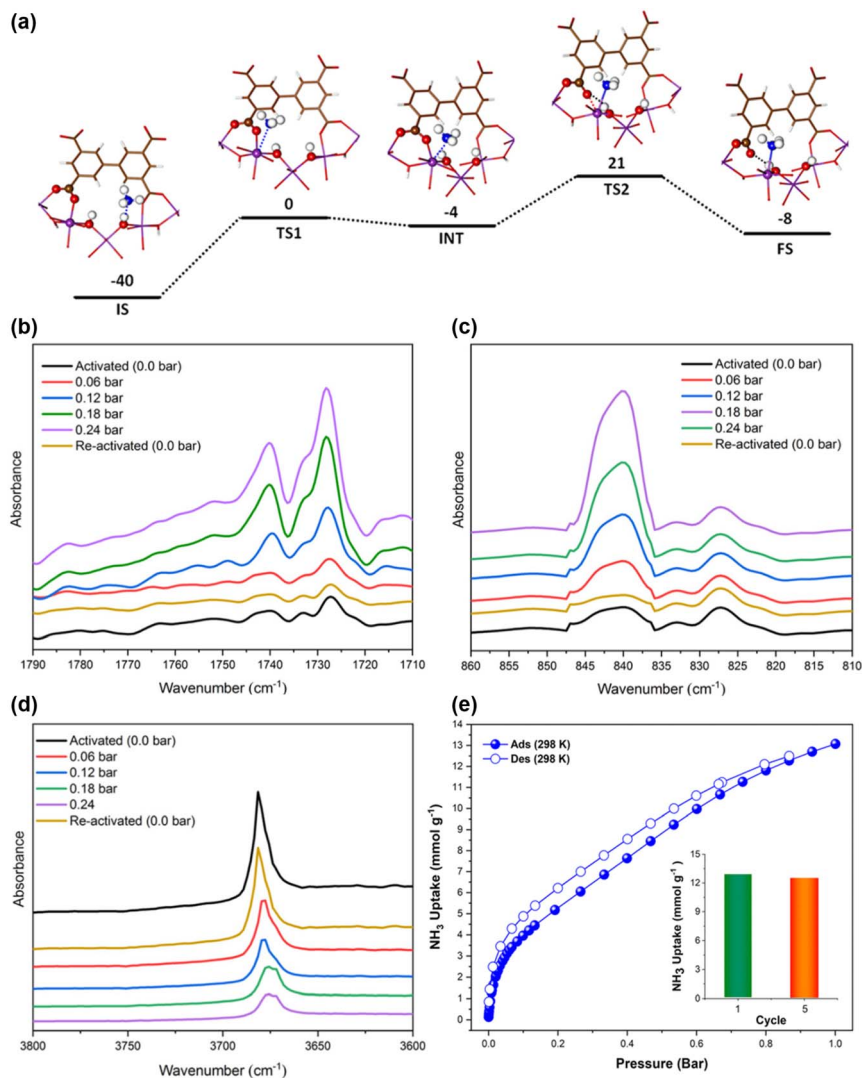 (a)
0
TS1
-4
INT
21
TS2
-8
FS
-40
IS
(b)
Activated (0.0 bar)
0.06 bar
0.12 bar
0.18 bar
0.24 bar
Re-activated (0.0 bar)
Absorbance
1790 1780 1770 1760 1750 1740 1730 1720 1710
Wavenumber (cm⁻¹)
(c)
Activated (0.0 bar)
0.06 bar
0.12 bar
0.18 bar
0.24 bar
Re-activated (0.0 bar)
Absorbance
860 855 850 845 840 835 830 825 820 815 810
Wavenumber (cm⁻¹)
(d)
Activated (0.0 bar)
0.06 bar
0.12 bar
0.18 bar
0.24
Re-activated (0.0 bar)
Absorbance
3800 3750 3700 3650 3600
Wavenumber (cm⁻¹)
(e)
Ads (298 K)
Des (298 K)
NH₃ Uptake (mmol g⁻¹)
14
13
12
11
10
9
8
7
6
5
4
3
2
1
0
0.0 0.2 0.4 0.6 0.8 1.0
Pressure (Bar)
NH₃ Uptake (mmol g⁻¹)
15
12
9
6
3
0
1 5
Cycle